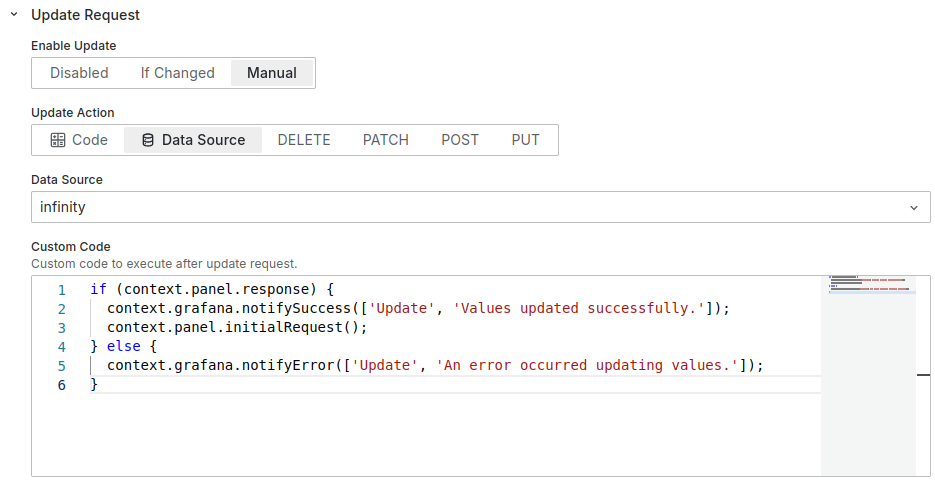 Update Request
Enable Update
Disabled If Changed Manual
Update Action
Code Data Source DELETE PATCH POST PUT
Data Source
infinity
Custom Code
Custom code to execute after update request.
1 if (context.panel.response) {
2   context.grafana.notifySuccess(['Update', 'Values updated successfully.']);
3   context.panel.initialRequest();
4 } else {
5   context.grafana.notifyError(['Update', 'An error occurred updating values.']);
6 }